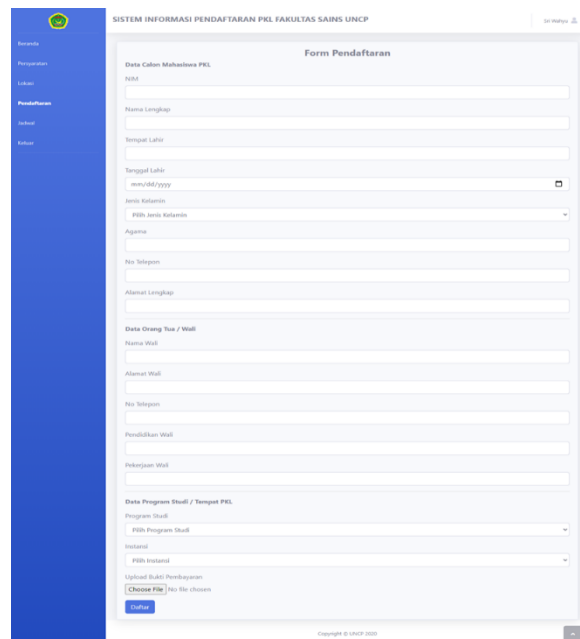 SISTEM INFORMASI PENDAFTARAN PKL FAKULTAS SAINS UNCP
Sri Wahyu
Beranda
Persyaratan
Lokasi
Pendaftaran
Jadwal
Keluar
Form Pendaftaran
Data Calon Mahasiswa PKL
NIM
Nama Lengkap
Tempat Lahir
Tanggal Lahir
mm/dd/yyyy
Jenis Kelamin
Pilih Jenis Kelamin
Agama
No Telepon
Alamat Lengkap
Data Orang Tua / Wali
Nama Wali
Alamat Wali
No Telepon
Pendidikan Wali
Pekerjaan Wali
Data Program Studi / Tempat PKL
Program Studi
Pilih Program Studi
Instansi
Pilih Instansi
Upload Bukti Pembayaran
Choose File No file chosen
Daftar
Copyright © UNCP 2020